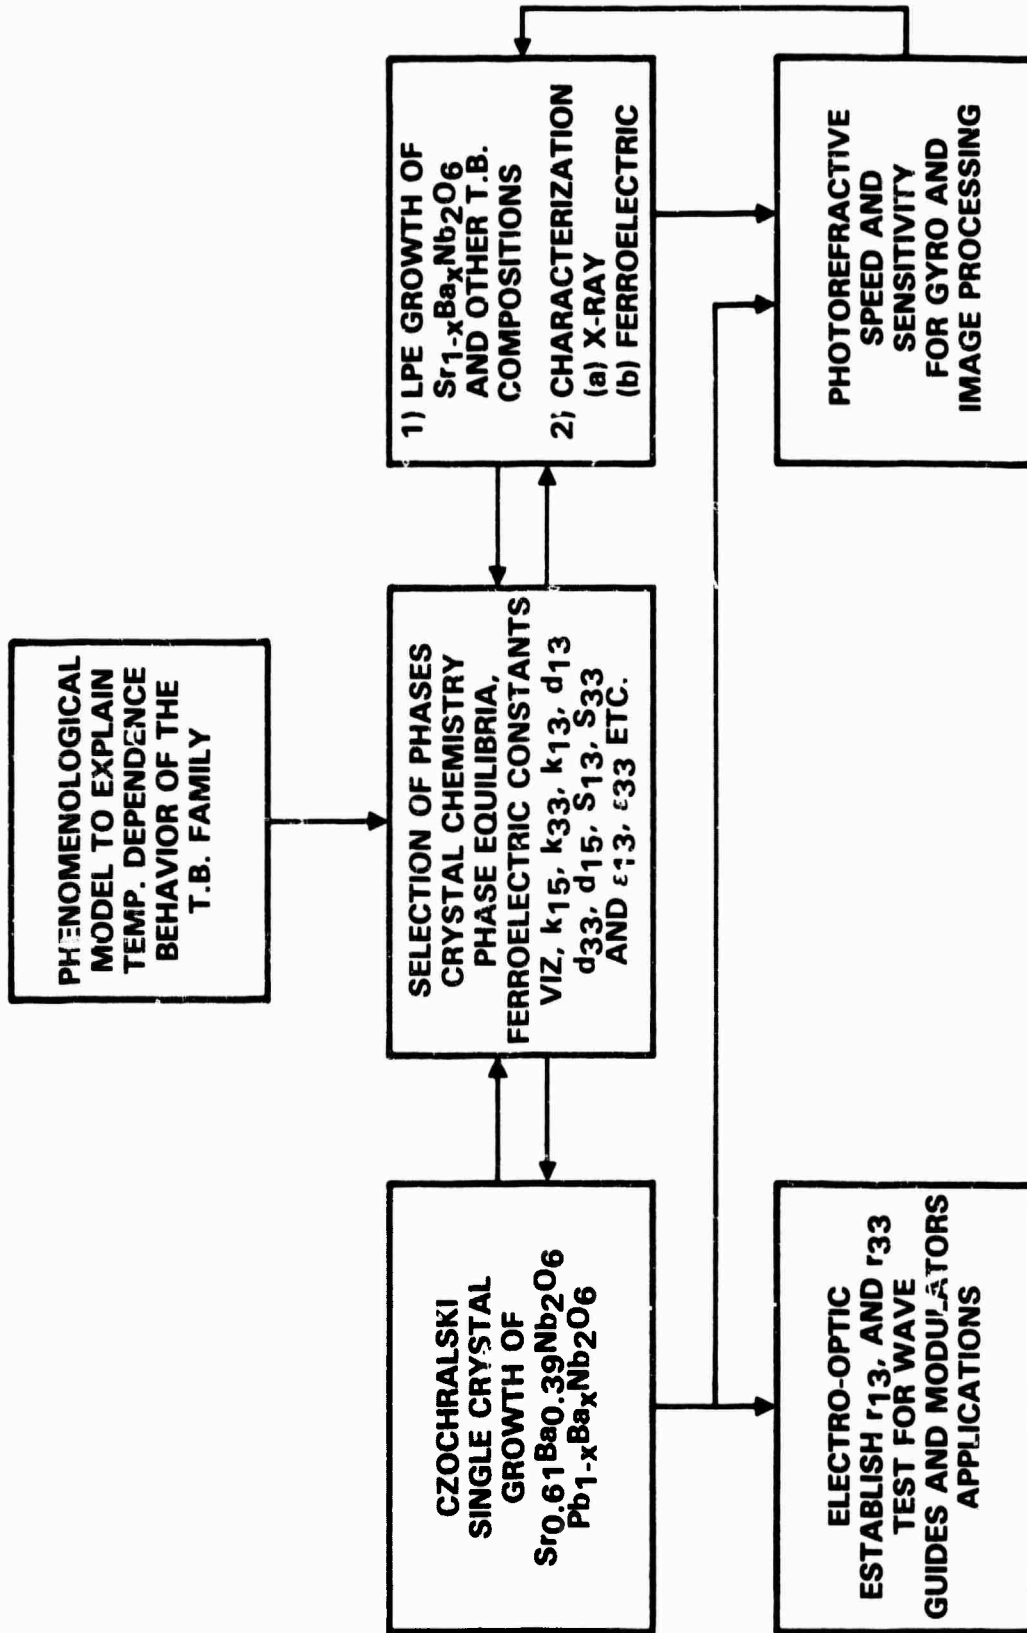 PHENOMENOLOGICAL
MODEL TO EXPLAIN
TEMP. DEPENDENCE
BEHAVIOR OF THE
T.B. FAMILY
CZOCHRALSKI
SINGLE CRYSTAL
GROWTH OF
Sr0.61Ba0.39Nb2O6
Pb1-xBaxNb2O6
SELECTION OF PHASES
CRYSTAL CHEMISTRY
PHASE EQUILIBRIA,
FERROELECTRIC CONSTANTS
VIZ, k15, k33, k13, d13
d33, d15, S13, S33
AND ε13, ε33 ETC.
1) LPE GROWTH OF
Sr1-xBaxNb2O6
AND OTHER T.B.
COMPOSITIONS
2) CHARACTERIZATION
(a) X-RAY
(b) FERROELECTRIC
ELECTRO-OPTIC
ESTABLISH r13, AND r33
TEST FOR WAVE
GUIDES AND MODULATORS
APPLICATIONS
PHOTOREFRACTIVE
SPEED AND
SENSITIVITY
FOR GYRO AND
IMAGE PROCESSING